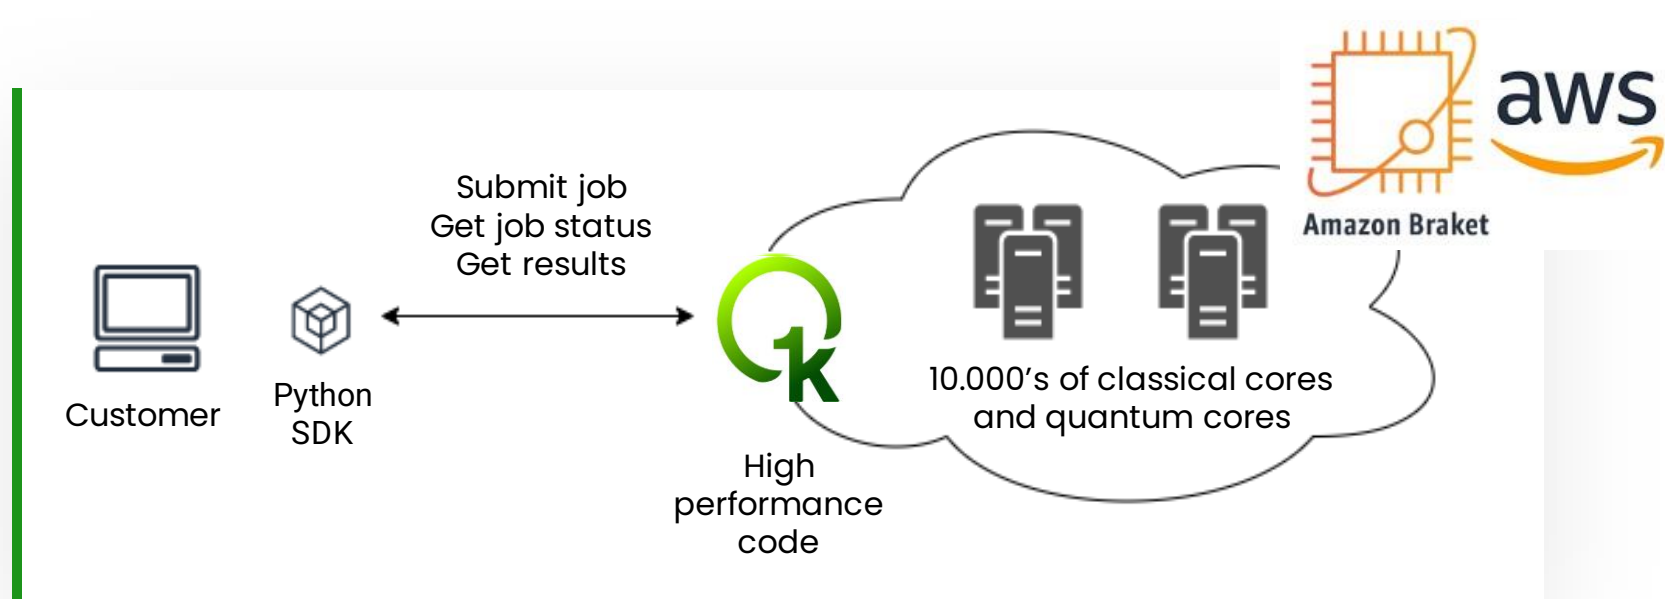 aws
Amazon Braket
Submit job
Get job status
Get results
Customer
Python
SDK
1k
High
performance
code
10.000's of classical cores
and quantum cores